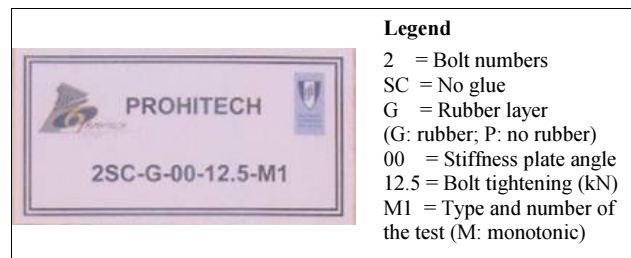 PROHITECH
2SC-G-00-12.5-M1
Legend
2 = Bolt numbers
SC = No glue
G = Rubber layer
(G: rubber; P: no rubber)
00 = Stiffness plate angle
12.5 = Bolt tightening (kN)
M1 = Type and number of
the test (M: monotonic)